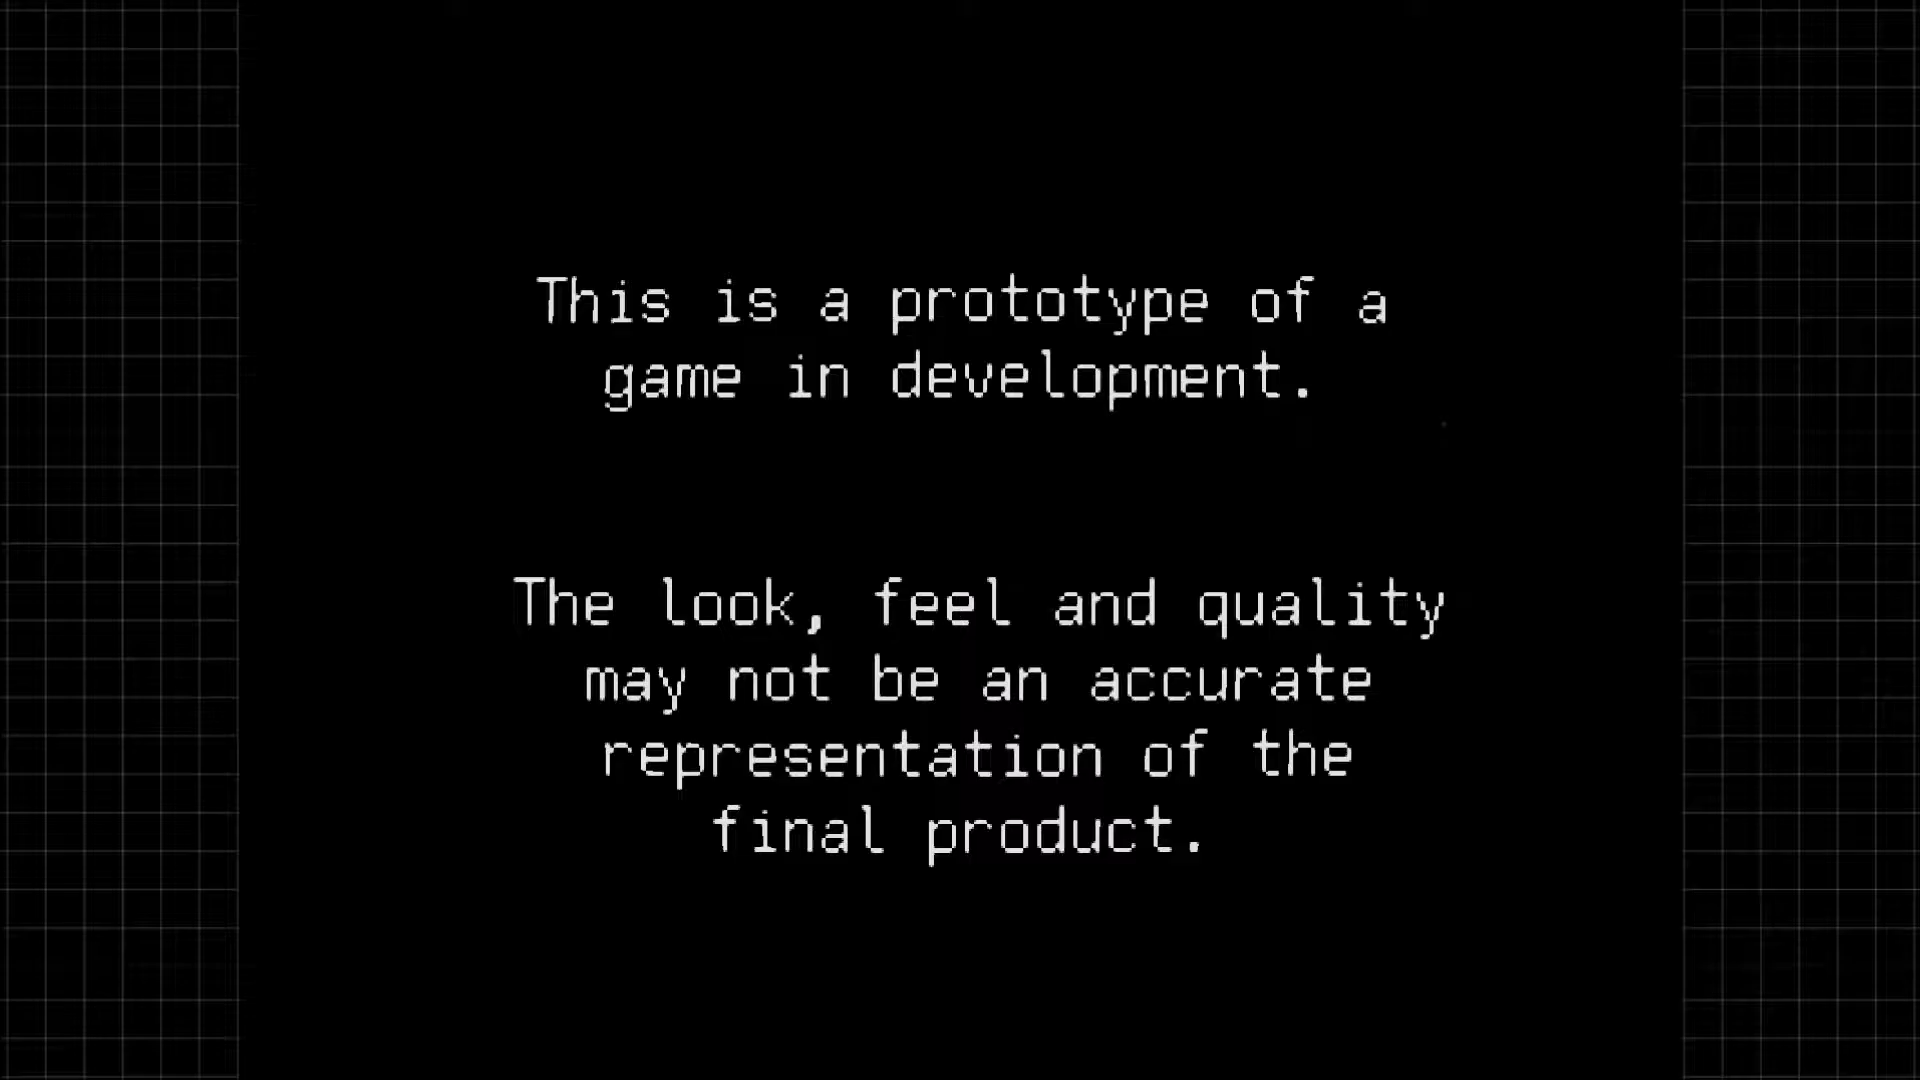 This is a prototype of a
game in development.
The look, feel and quality
may not be an accurate
representation of the
final product.